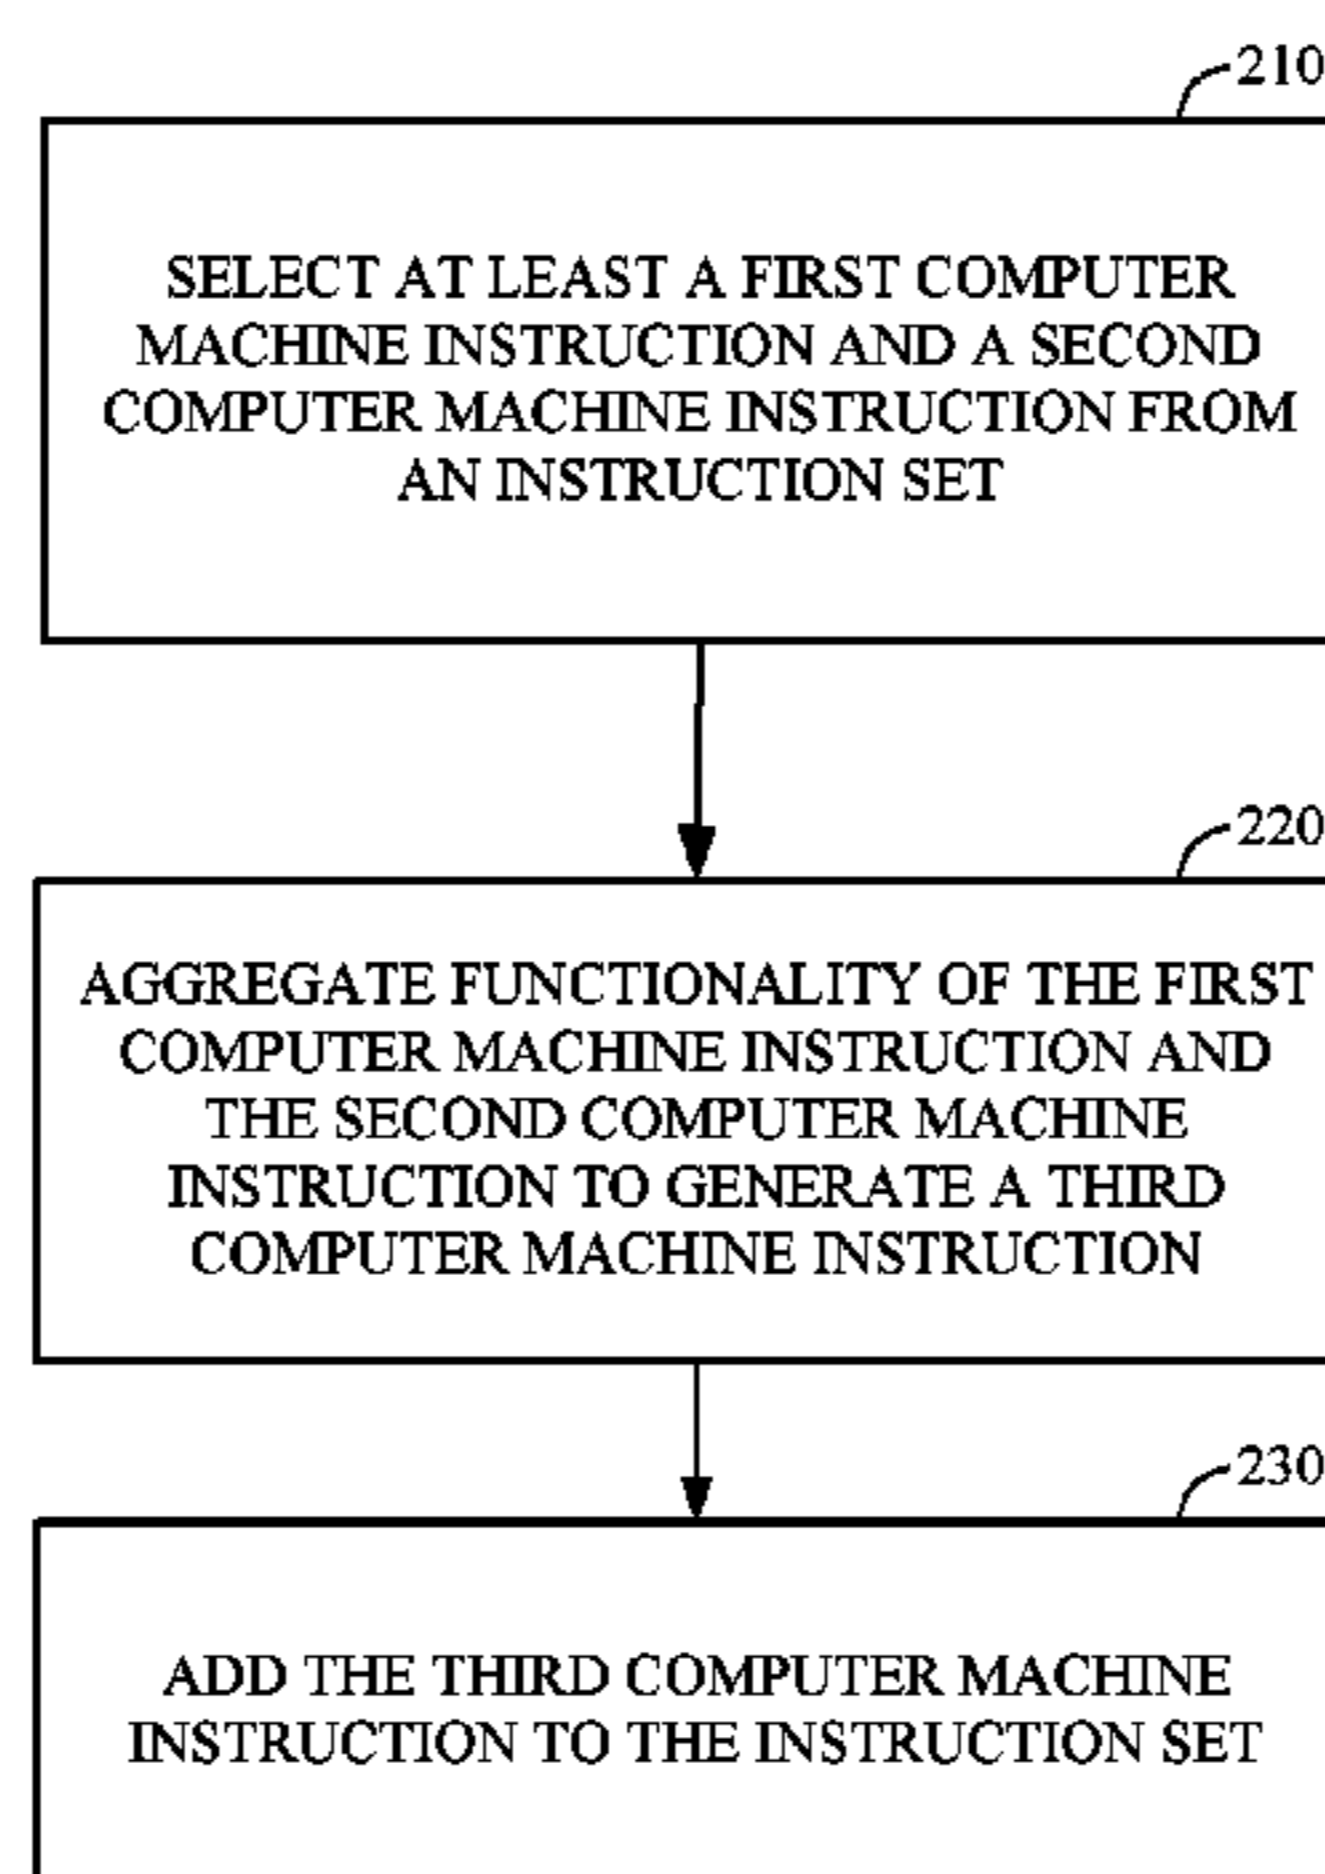 210
SELECT AT LEAST A FIRST COMPUTER
MACHINE INSTRUCTION AND A SECOND
COMPUTER MACHINE INSTRUCTION FROM
AN INSTRUCTION SET
220
AGGREGATE FUNCTIONALITY OF THE FIRST
COMPUTER MACHINE INSTRUCTION AND
THE SECOND COMPUTER MACHINE
INSTRUCTION TO GENERATE A THIRD
COMPUTER MACHINE INSTRUCTION
230
ADD THE THIRD COMPUTER MACHINE
INSTRUCTION TO THE INSTRUCTION SET